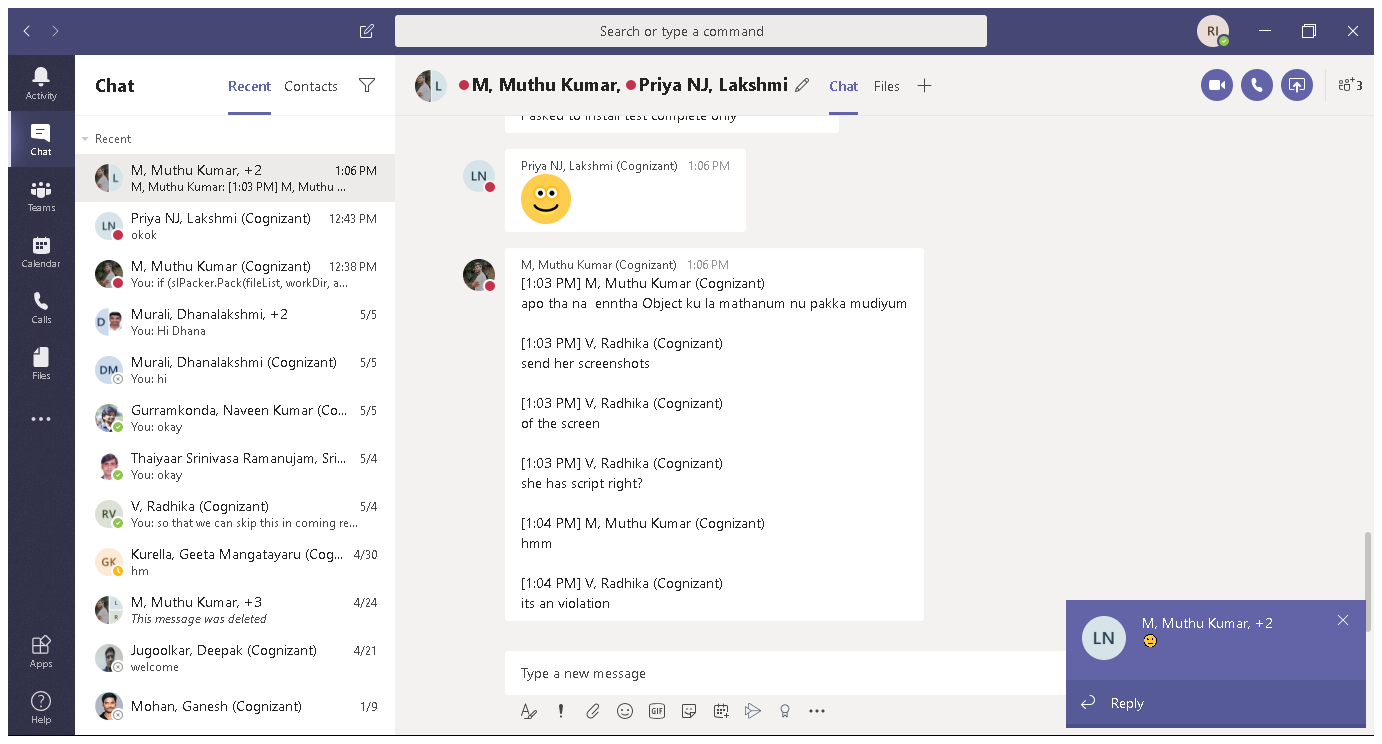 Search or type a command
RI
Activity
Chat
Teams
Calendar
Calls
Files
Apps
Help
Chat
Recent
Contacts
Recent
L
M, Muthu Kumar, +2
1:06 PM
M, Muthu Kumar: [1:03 PM] M, Muthu ...
LN
Priya NJ, Lakshmi (Cognizant)
12:43 PM
okok
M, Muthu Kumar (Cognizant)
12:38 PM
You: if (slPacker.Pack(fileList, workDir, a...
D
Murali, Dhanalakshmi, +2
5/5
You: Hi Dhana
DM
Murali, Dhanalakshmi (Cognizant)
5/5
You: hi
Gurramkonda, Naveen Kumar (Co...
5/5
You: okay
Thaiyaar Srinivasa Ramanujam, Sri...
5/4
You: okay
RV
V, Radhika (Cognizant)
5/4
You: so that we can skip this in coming re...
GK
Kurella, Geeta Mangatayaru (Cog...
4/30
hm
L
R
M, Muthu Kumar, +3
4/24
This message was deleted
Jugoolkar, Deepak (Cognizant)
4/21
welcome
Mohan, Ganesh (Cognizant)
1/9
L
M, Muthu Kumar, Priya NJ, Lakshmi
Chat
Files
3
I asked to install test complete only
LN
Priya NJ, Lakshmi (Cognizant) 1:06 PM
M, Muthu Kumar (Cognizant) 1:06 PM
[1:03 PM] M, Muthu Kumar (Cognizant)
apo tha na enntha Object ku la mathanum nu pakka mudiyum
[1:03 PM] V, Radhika (Cognizant)
send her screenshots
[1:03 PM] V, Radhika (Cognizant)
of the screen
[1:03 PM] V, Radhika (Cognizant)
she has script right?
[1:04 PM] M, Muthu Kumar (Cognizant)
hmm
[1:04 PM] V, Radhika (Cognizant)
its an violation
Type a new message
GIF
LN
M, Muthu Kumar, +2
Reply